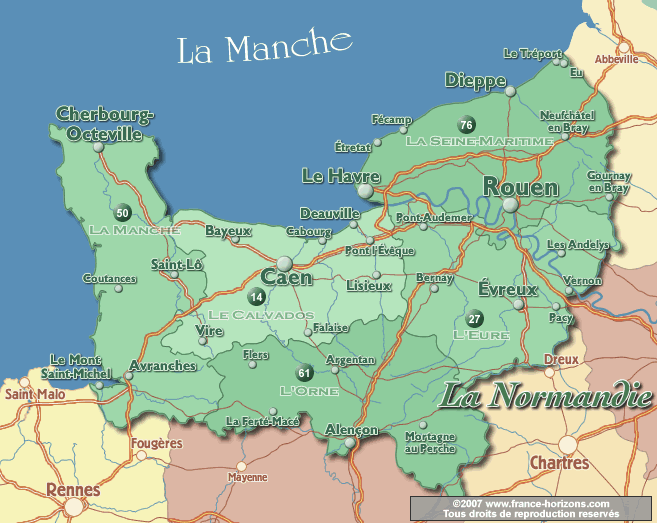 La Manche
Le Tréport
Eu
Abbeville
Dieppe
Cherbourg-
Octeville
Fécamp
76
Neufchâtel
en Bray
LA SEINE-MARITIME
Étretat
Le Havre
Rouen
Gournay
en Bray
50
LA MANCHE
Bayeux
Deauville
Cabourg
Pont-Audemer
Pont l'Évêque
Les Andelys
Saint-Lô
Caen
Coutances
Lisieux
Bernay
Évreux
Vernon
14
LE CALVADOS
Pacy
27
L'EURE
Vire
Falaise
Le Mont
Saint-Michel
Avranches
Flers
Argentan
Dreux
61
L'ORNE
Saint Malo
La Normandie
La Ferté-Macé
Alençon
Mostagne
au Perche
Fougères
Chartres
Mayenne
Rennes
©2007 www.france-horizons.com
Tous droits de reproduction reservés